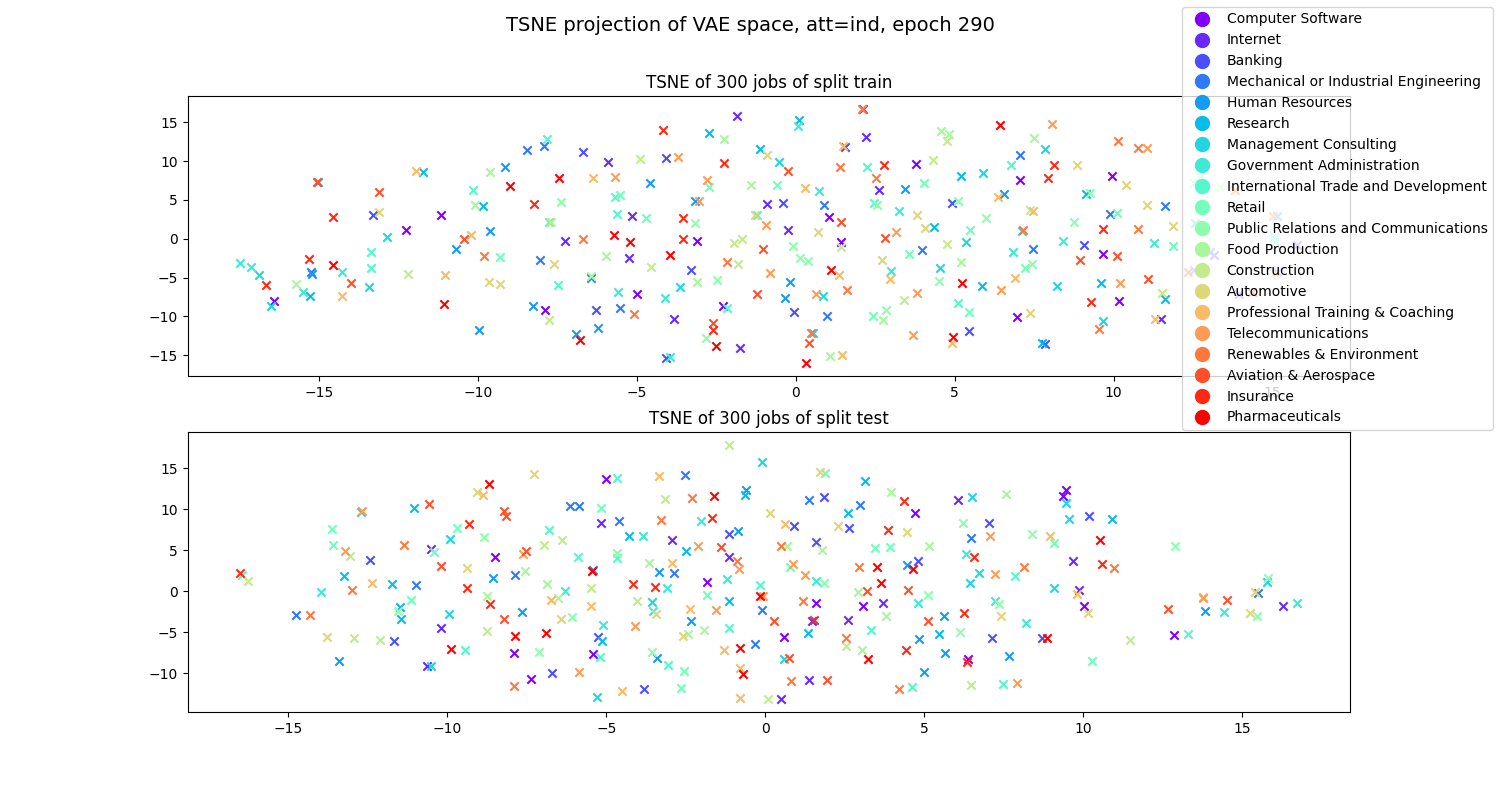 TSNE projection of VAE space, att=ind, epoch 290
TSNE of 300 jobs of split train
15
10
5
0
−5
−10
−15
−15
−10
−5
0
5
10
15
Computer Software
Internet
Banking
Mechanical or Industrial Engineering
Human Resources
Research
Management Consulting
Government Administration
International Trade and Development
Retail
Public Relations and Communications
Food Production
Construction
Automotive
Professional Training & Coaching
Telecommunications
Renewables & Environment
Aviation & Aerospace
Insurance
Pharmaceuticals
TSNE of 300 jobs of split test
15
10
5
0
−5
−10
−15
−10
−5
0
5
10
15